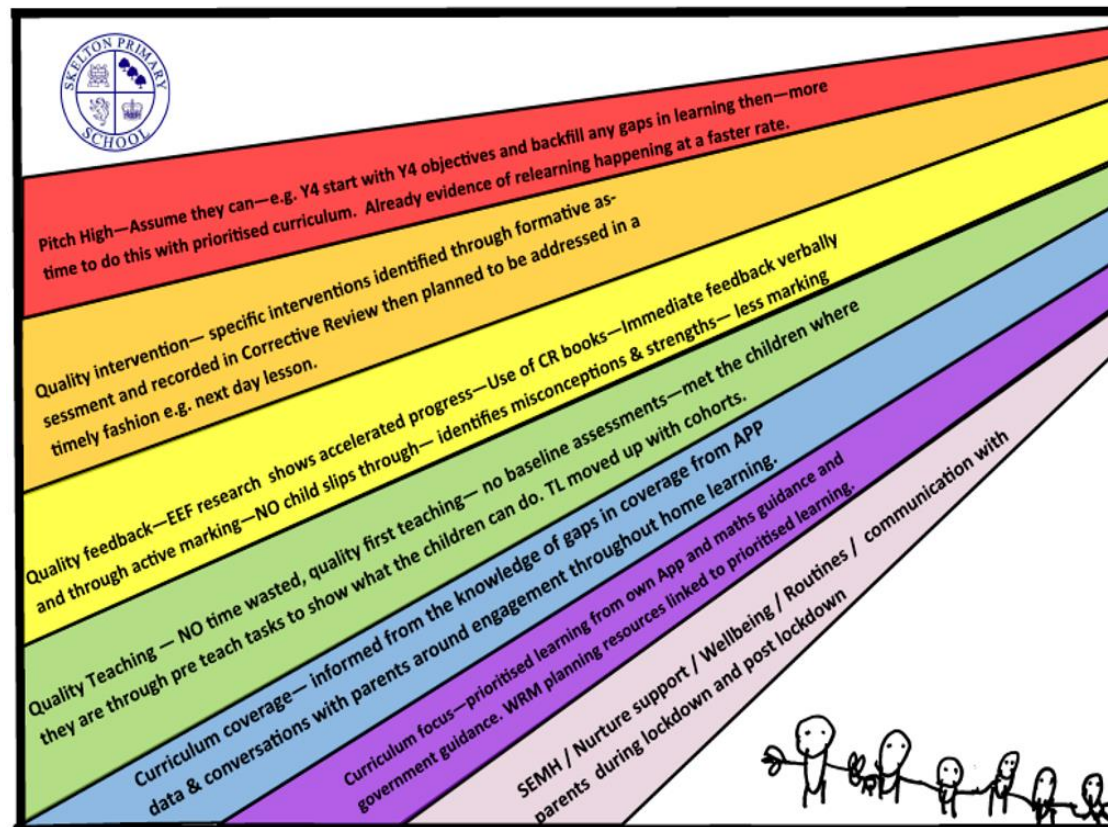 SKELTON PRIMARY
SCHOOL
Pitch High—Assume they can—e.g. Y4 start with Y4 objectives and backfill any gaps in learning then—more
time to do this with prioritised curriculum.  Already evidence of relearning happening at a faster rate.
Quality intervention— specific interventions identified through formative as-
sessment and recorded in Corrective Review then planned to be addressed in a
timely fashion e.g. next day lesson.
Quality feedback—EEF research  shows accelerated progress—Use of CR books—Immediate feedback verbally
and through active marking—NO child slips through— identifies misconceptions & strengths— less marking
Quality Teaching — NO time wasted, quality first teaching— no baseline assessments—met the children where
they are through pre teach tasks to show what the children can do. TL moved up with cohorts.
Curriculum coverage— informed from the knowledge of gaps in coverage from APP
data & conversations with parents around engagement throughout home learning.
Curriculum focus—prioritised learning from own App and maths guidance and
government guidance. WRM planning resources linked to prioritised learning.
SEMH / Nurture support / Wellbeing / Routines /  communication with
parents  during lockdown and post lockdown